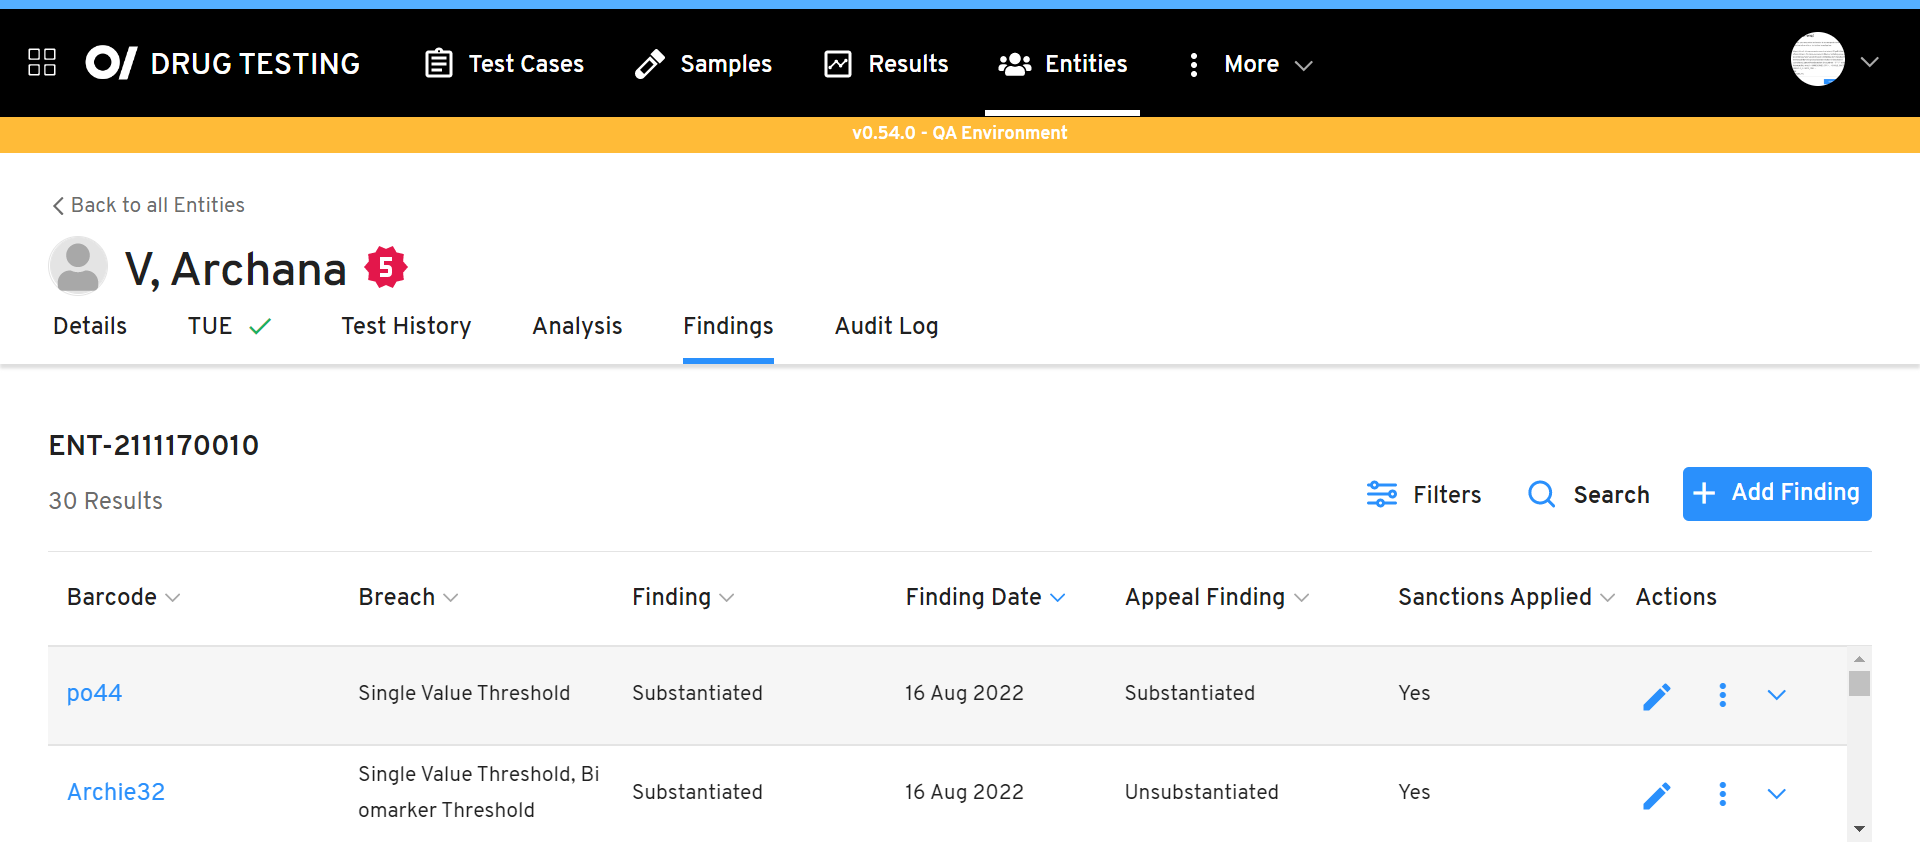 DRUG TESTING Test Cases Samples Results Entities More
v0.54.0 - QA Environment
Back to all Entities
V, Archana 5
Details TUE Test History Analysis Findings Audit Log
ENT-2111170010
30 Results
Filters Search + Add Finding
Barcode Breach Finding Finding Date Appeal Finding Sanctions Applied Actions
po44 Single Value Threshold Substantiated 16 Aug 2022 Substantiated Yes
Archie32 Single Value Threshold, Bi
omarker Threshold Substantiated 16 Aug 2022 Unsubstantiated Yes